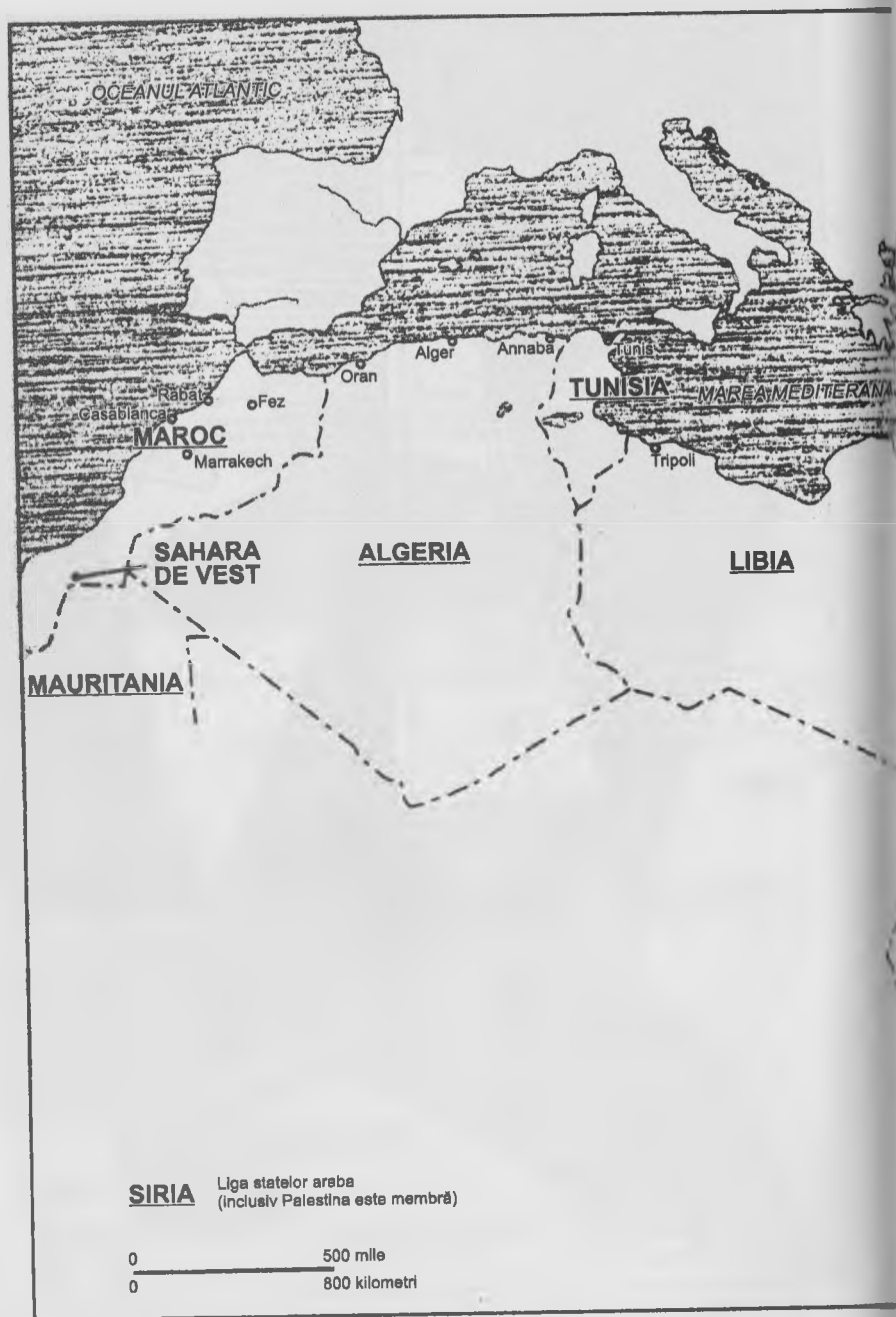 OCEANUL ATLANTIC
Alger
Annaba
Tunis
Oran
TUNISIA
MAREA MEDITERANA
Rabat
Fez
Casablanca
MAROC
Marrakech
Tripoli
SAHARA
DE VEST
ALGERIA
LIBIA
MAURITANIA
SIRIA
Liga statelor araba
(inclusiv Palestina este membră)
0 500 mile
0 800 kilometri